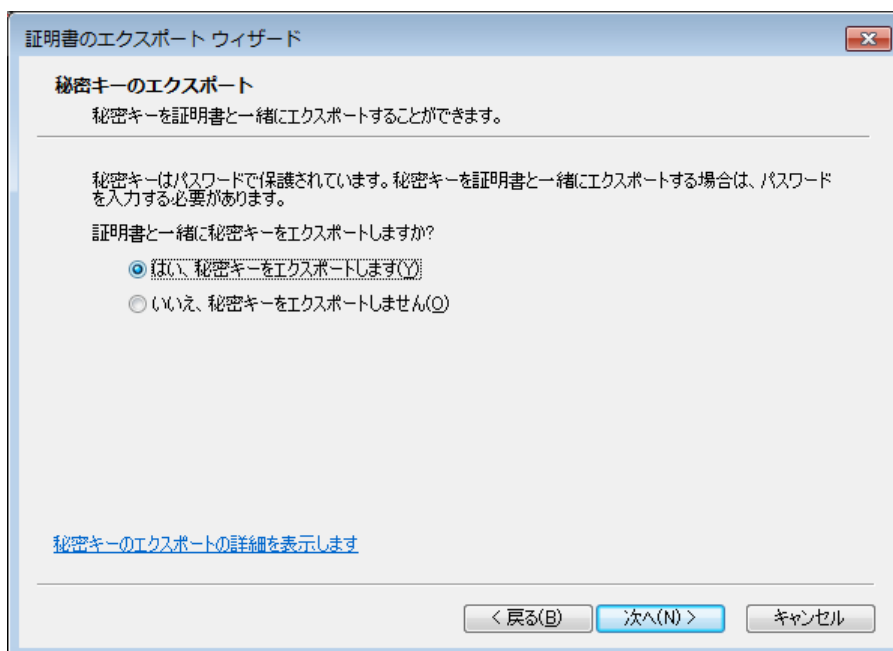 証明書のエクスポート ウィザード
秘密キーのエクスポート
秘密キーを証明書と一緒にエクスポートすることができます。
秘密キーはパスワードで保護されています。秘密キーを証明書と一緒にエクスポートする場合は、パスワード
を入力する必要があります。
証明書と一緒に秘密キーをエクスポートしますか?
はい、秘密キーをエクスポートします(Y)
いいえ、秘密キーをエクスポートしません(O)
秘密キーのエクスポートの詳細を表示します
< 戻る(B) 次へ(N) > キャンセル